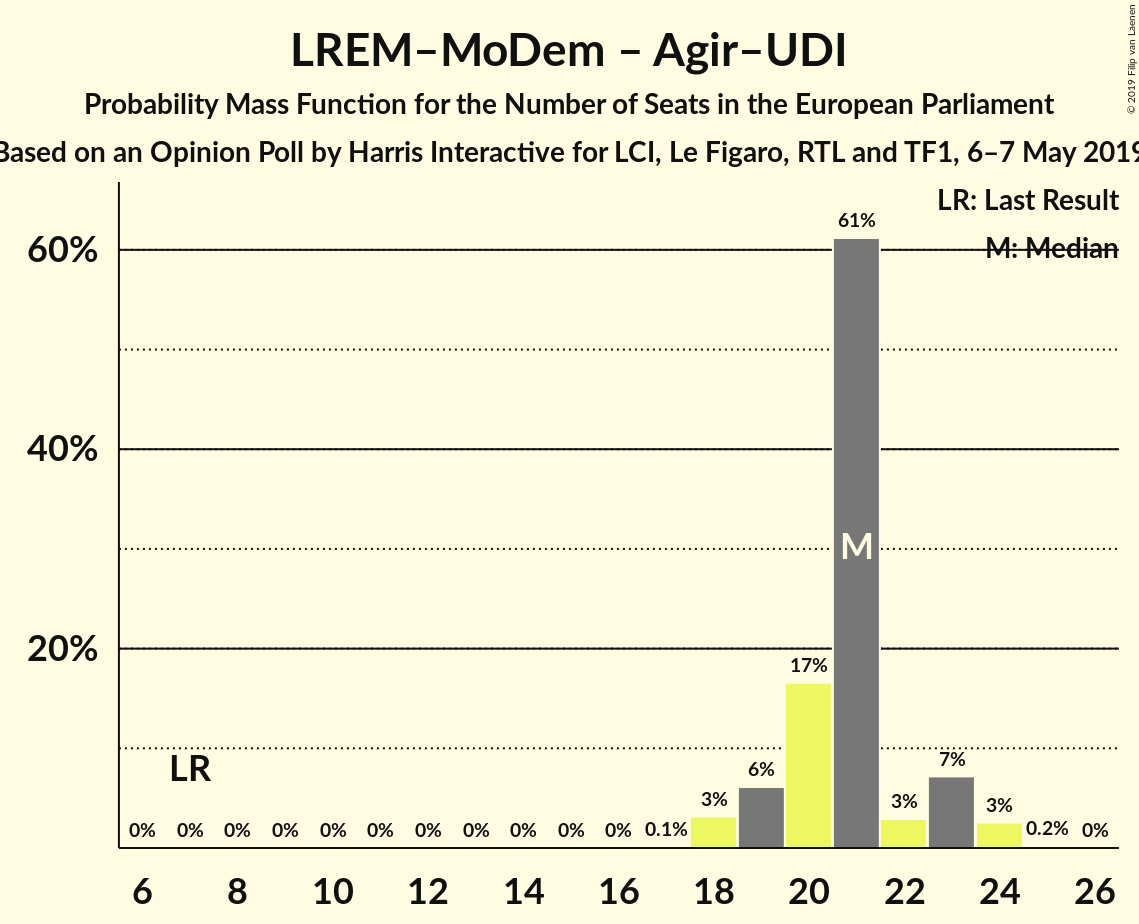 © 2019 Filip van Laenen
LREM–MoDem – Agir–UDI
Probability Mass Function for the Number of Seats in the European Parliament
Based on an Opinion Poll by Harris Interactive for LCI, Le Figaro, RTL and TF1, 6–7 May 2019
LR: Last Result
M: Median
60%
40%
20%
61%
M
17%
LR
7%
6%
3%
3%
3%
0% 0% 0% 0% 0% 0% 0% 0% 0% 0% 0% 0.1% 0.2% 0%
6 8 10 12 14 16 18 20 22 24 26